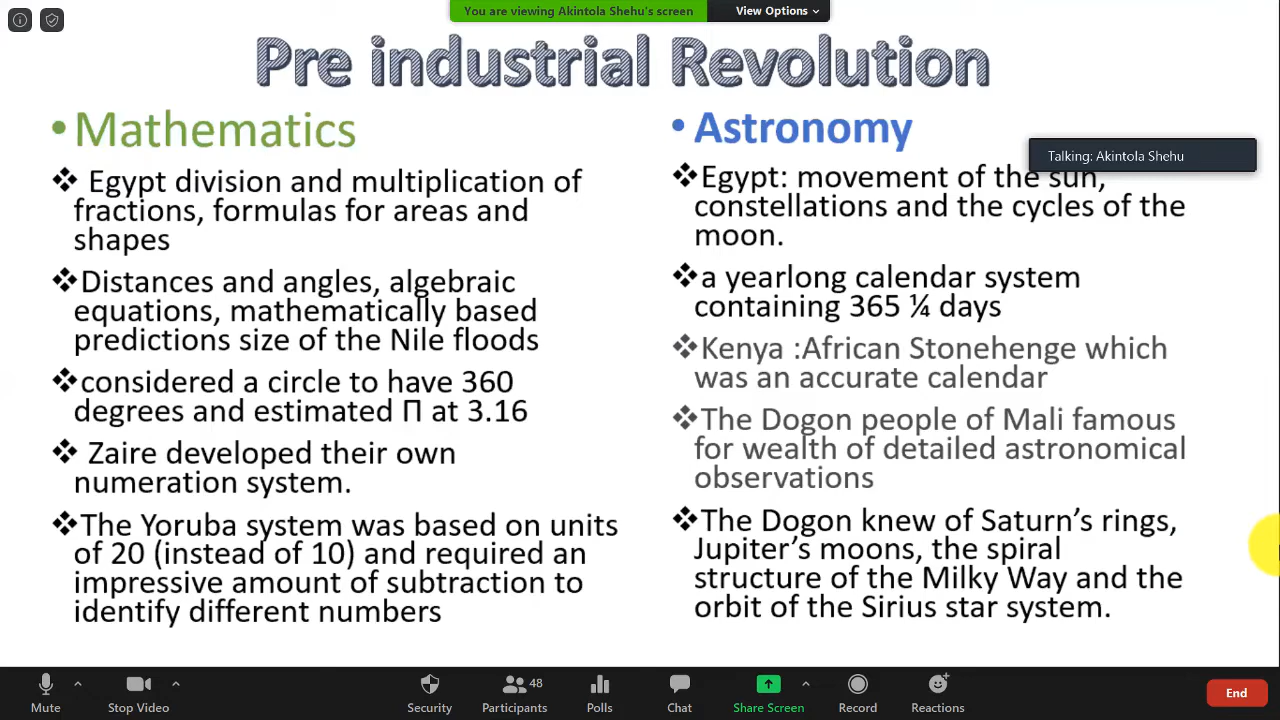 You are viewing Akintola Shehu's screen
View Options
Pre industrial Revolution
•Mathematics
❖ Egypt division and multiplication of
fractions, formulas for areas and
shapes
❖Distances and angles, algebraic
equations, mathematically based
predictions size of the Nile floods
❖considered a circle to have 360
degrees and estimated Π at 3.16
❖ Zaire developed their own
numeration system.
❖The Yoruba system was based on units
of 20 (instead of 10) and required an
impressive amount of subtraction to
identify different numbers
•Astronomy
Talking: Akintola Shehu
❖Egypt: movement of the sun,
constellations and the cycles of the
moon.
❖a yearlong calendar system
containing 365 ¼ days
❖Kenya :African Stonehenge which
was an accurate calendar
❖The Dogon people of Mali famous
for wealth of detailed astronomical
observations
❖The Dogon knew of Saturn’s rings,
Jupiter’s moons, the spiral
structure of the Milky Way and the
orbit of the Sirius star system.
Mute
Stop Video
Security
48
Participants
Polls
Chat
Share Screen
Record
Reactions
End